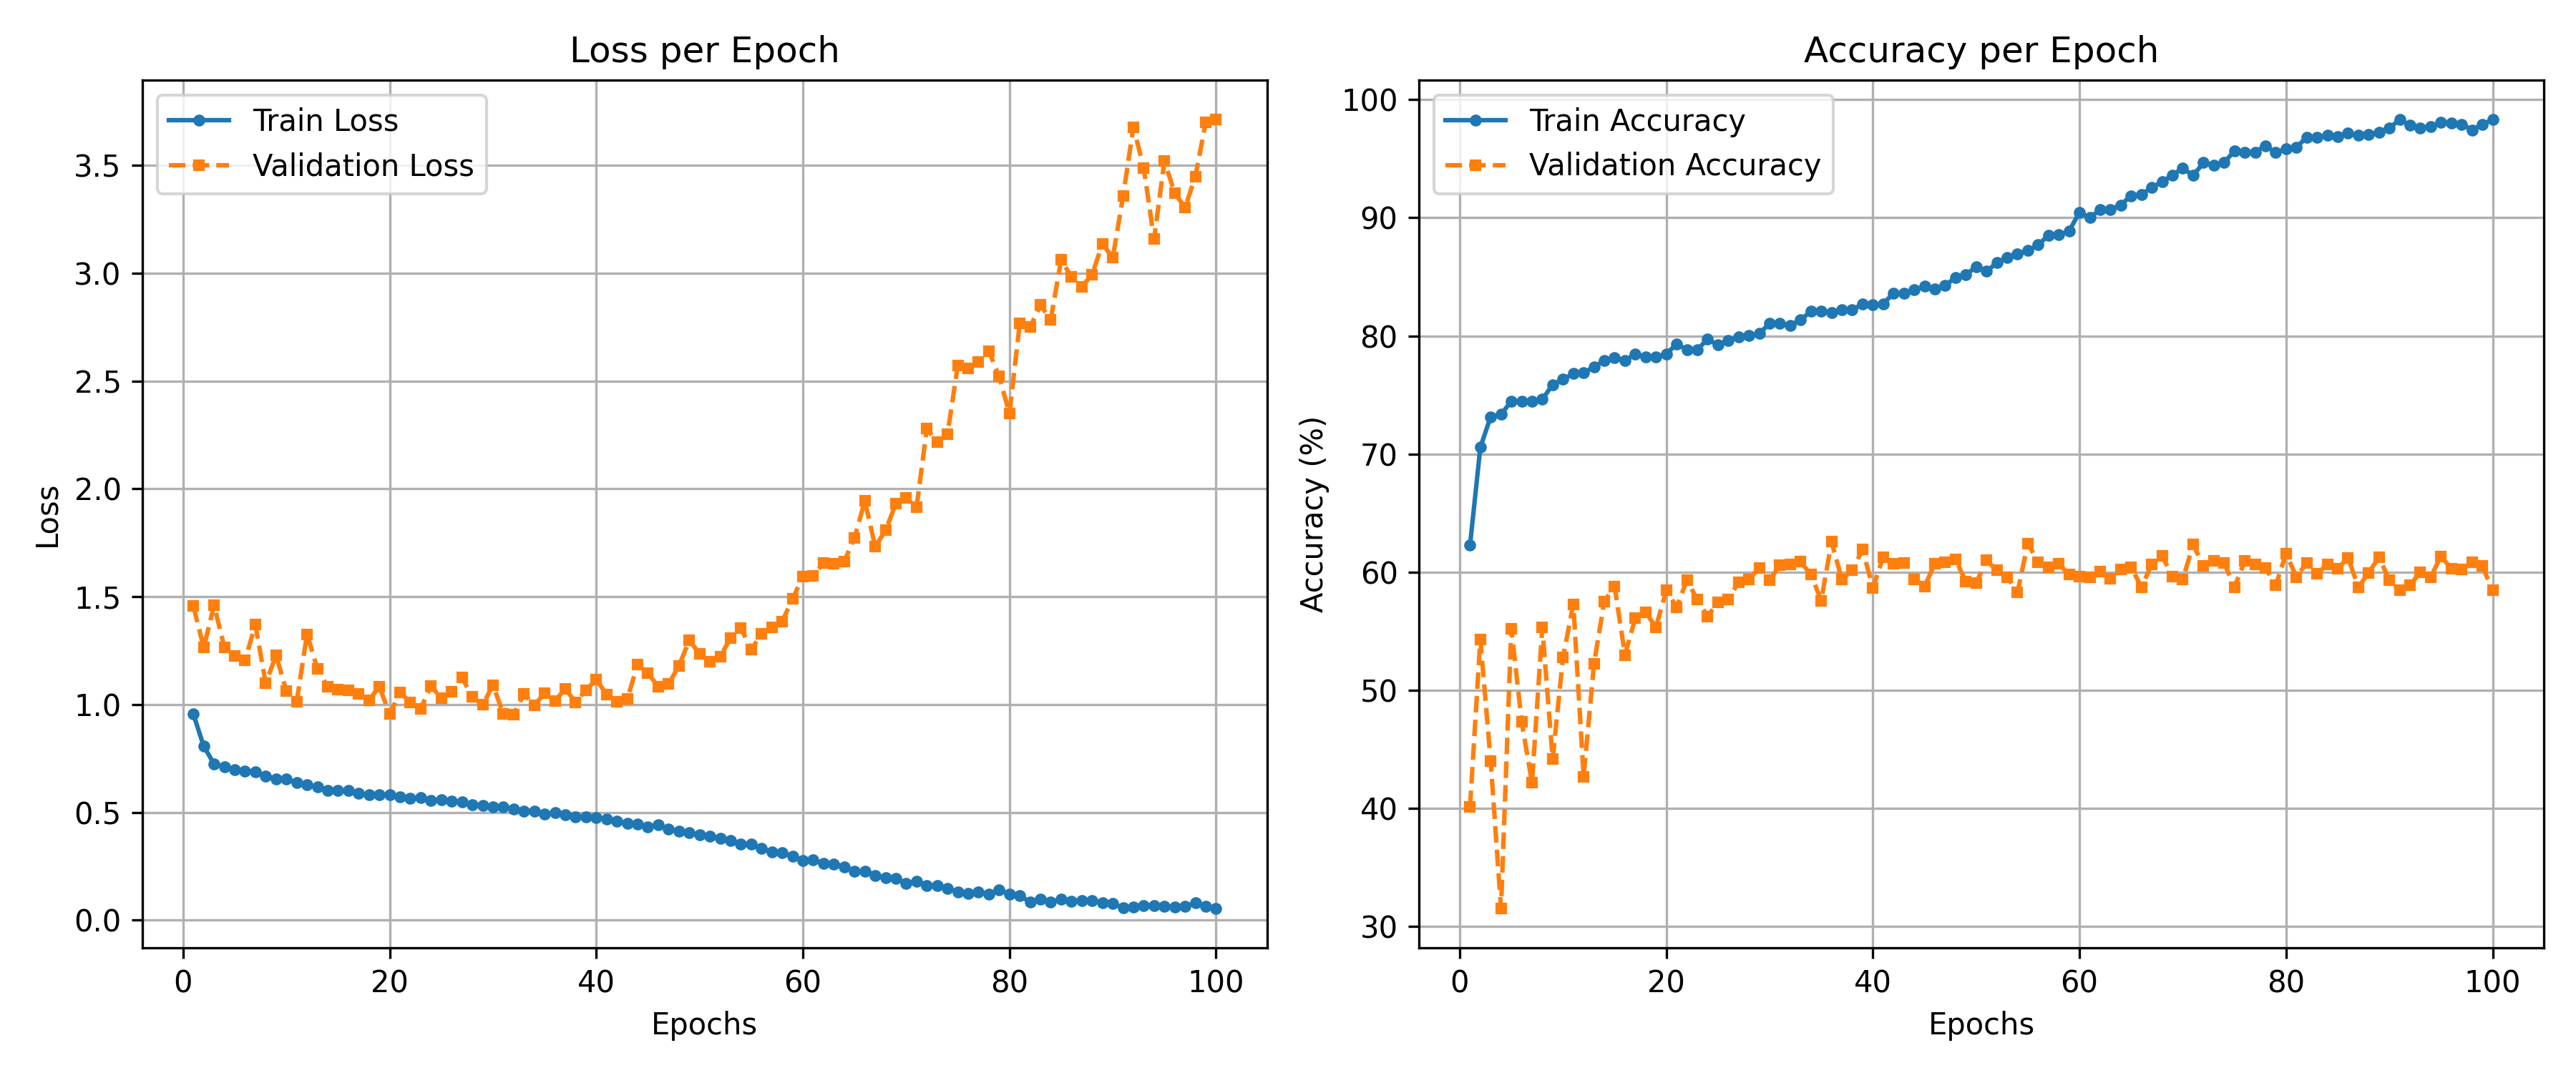 Loss per Epoch
Train Loss
Validation Loss
3.5
3.0
2.5
2.0
1.5
1.0
0.5
0.0
Loss
0 20 40 60 80 100
Epochs
Accuracy per Epoch
Train Accuracy
Validation Accuracy
100
90
80
70
60
50
40
30
Accuracy (%)
0 20 40 60 80 100
Epochs